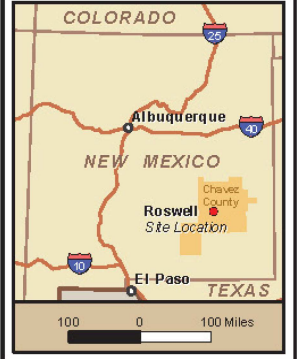 COLORADO
25
Albuquerque
40
NEW MEXICO
Chavez
County
Roswell
Site Location
10
El Paso
TEXAS
100 0 100 Miles